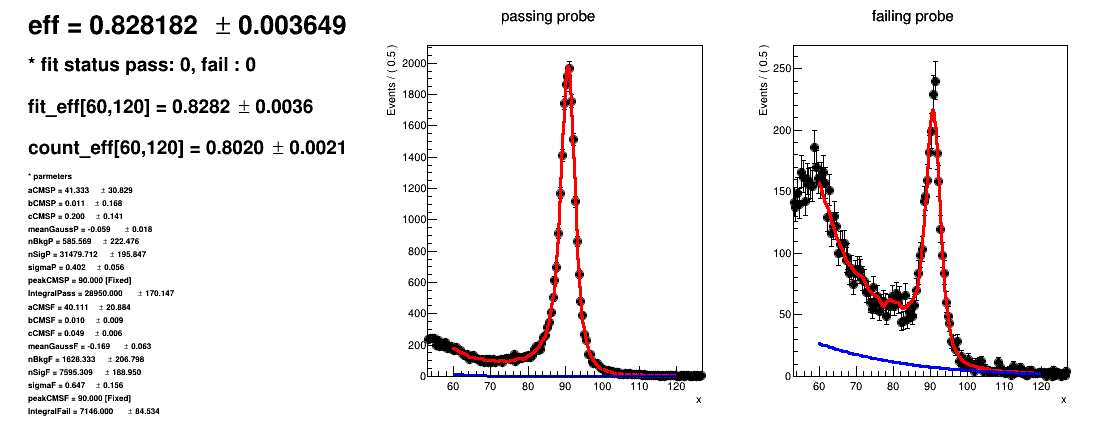 eff = 0.828182 ± 0.003649
* fit status pass: 0, fail : 0
fit_eff[60,120] = 0.8282 ± 0.0036
count_eff[60,120] = 0.8020 ± 0.0021
* parmeters
aCMSP = 41.333 ± 30.829
bCMSP = 0.011 ± 0.168
cCMSP = 0.200 ± 0.141
meanGaussP = -0.059 ± 0.018
nBkgP = 585.569 ± 222.476
nSigP = 31479.712 ± 195.847
sigmaP = 0.402 ± 0.056
peakCMSP = 90.000 [Fixed]
IntegralPass = 28950.000 ± 170.147
aCMSF = 40.111 ± 20.884
bCMSF = 0.010 ± 0.009
cCMSF = 0.049 ± 0.006
meanGaussF = -0.169 ± 0.063
nBkgF = 1628.333 ± 206.798
nSigF = 7595.309 ± 188.950
sigmaF = 0.647 ± 0.156
peakCMSF = 90.000 [Fixed]
IntegralFail = 7146.000 ± 84.534
passing probe
Events / ( 0.5 )
2000
1800
1600
1400
1200
1000
800
600
400
200
0
60 70 80 90 100 110 120
x
failing probe
Events / ( 0.5 )
250
200
150
100
50
0
60 70 80 90 100 110 120
x